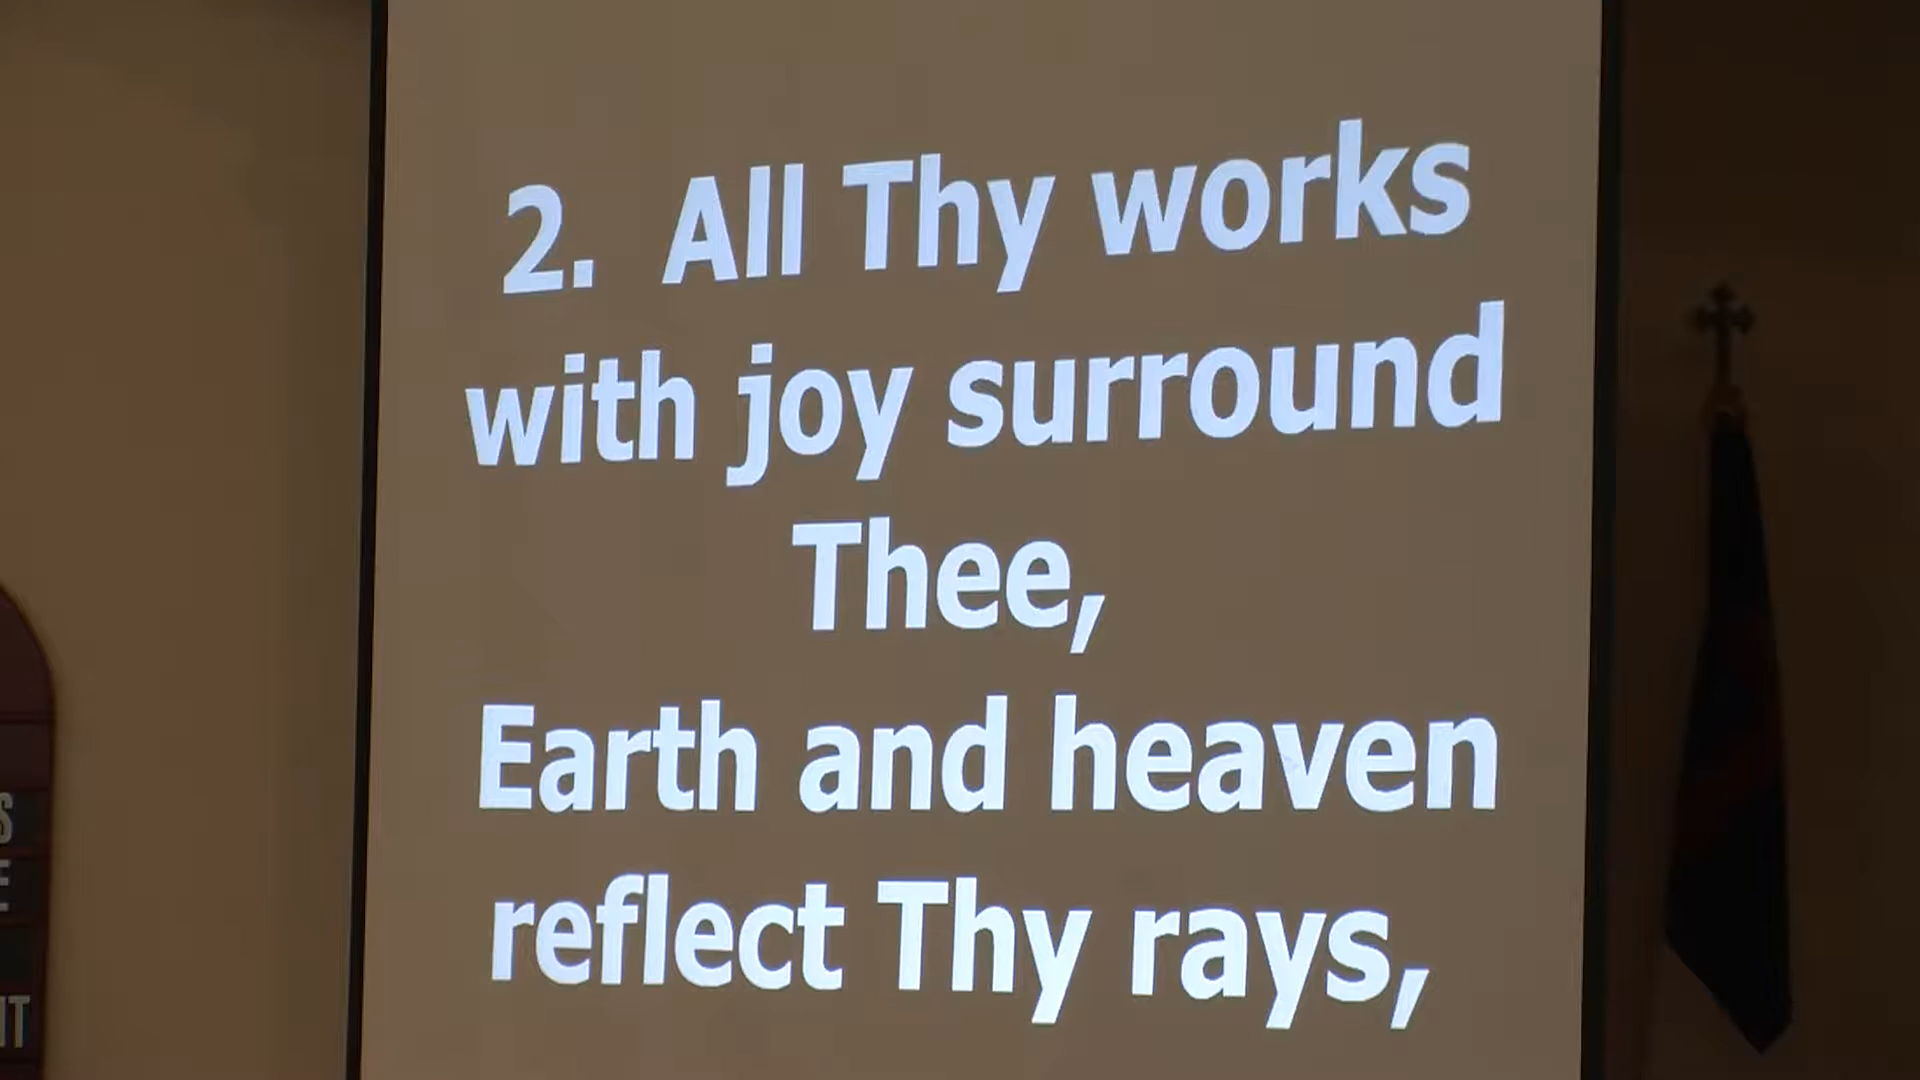 2. All Thy works
with joy surround
Thee,
Earth and heaven
reflect Thy rays,